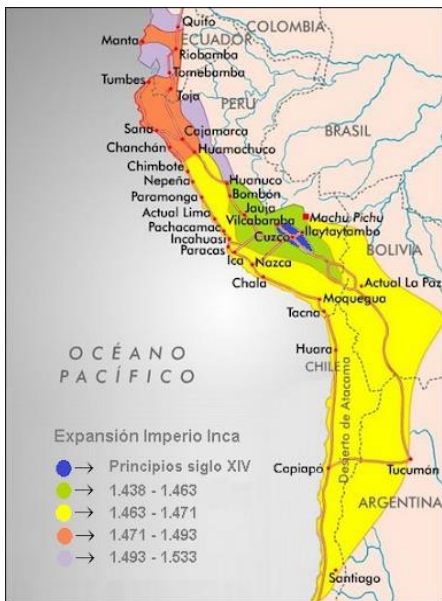 Quito
COLOMBIA
Manta
ECUADOR
Riobamba
Tomebamba
Tumbes
Toja
PERÚ
Sana
Cajamarca
BRASIL
Chanchán
Huamachuco
Chimbote
Nepeña
Huanuco
Paramonga
Bombón
Jauja
Actual Lima
Vilcabamba
Machu Pichu
Pachacamac
Cuzco
Illaytaytambo
Incahuasi
BOLIVIA
Paracas
Ica
Nazca
Actual La Paz
Chala
Moquegua
Tacna
OCÉANO
PACÍFICO
Huara
CHILE
Desierto de Atacama
Expansión Imperio Inca
→ Principios siglo XIV
→ 1.438 - 1.463
→ 1.463 - 1.471
→ 1.471 - 1.493
→ 1.493 - 1.533
Capiapó
Tucumán
ARGENTINA
Santiago